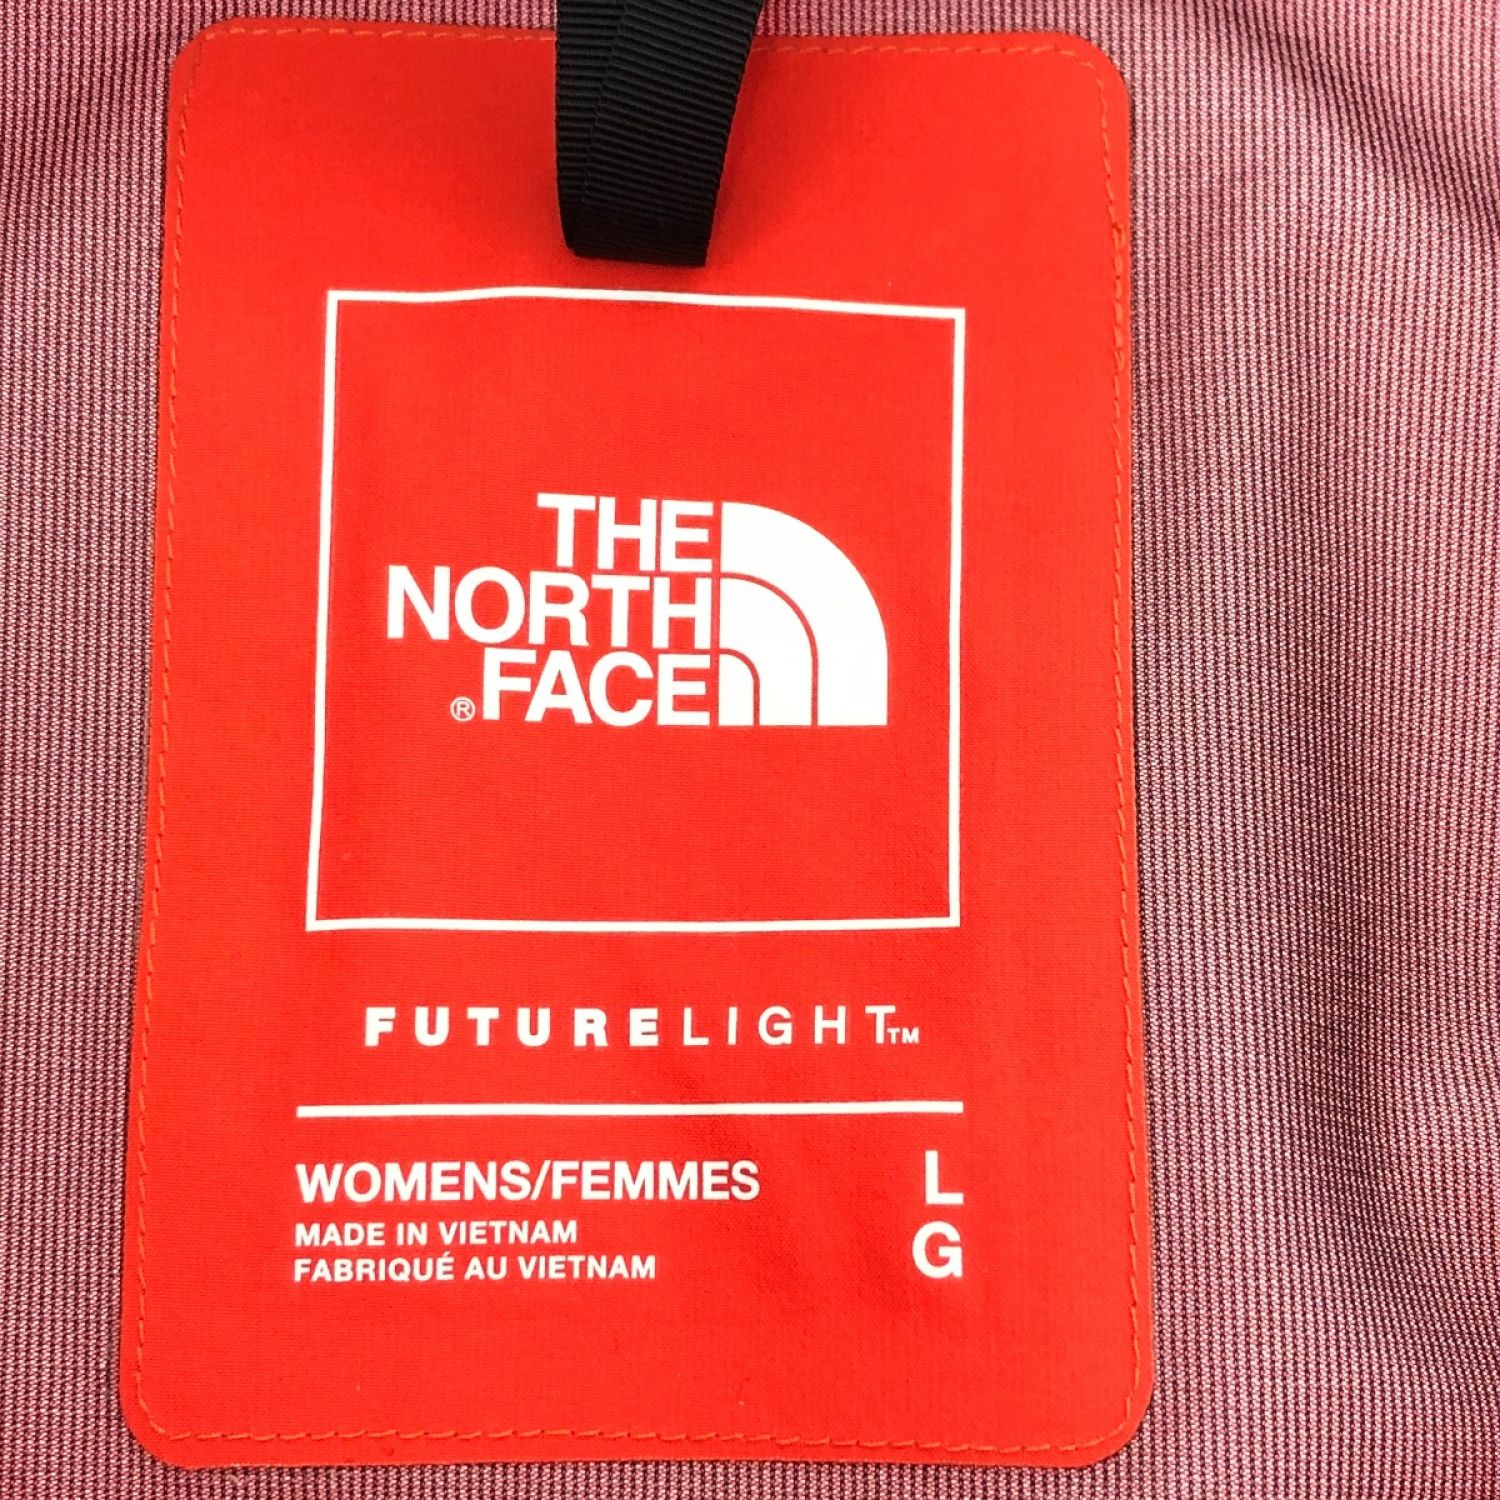 THE
NORTH
® FACE
FUTURELIGHT™
WOMENS/FEMMES L
MADE IN VIETNAM G
FABRIQUÉ AU VIETNAM